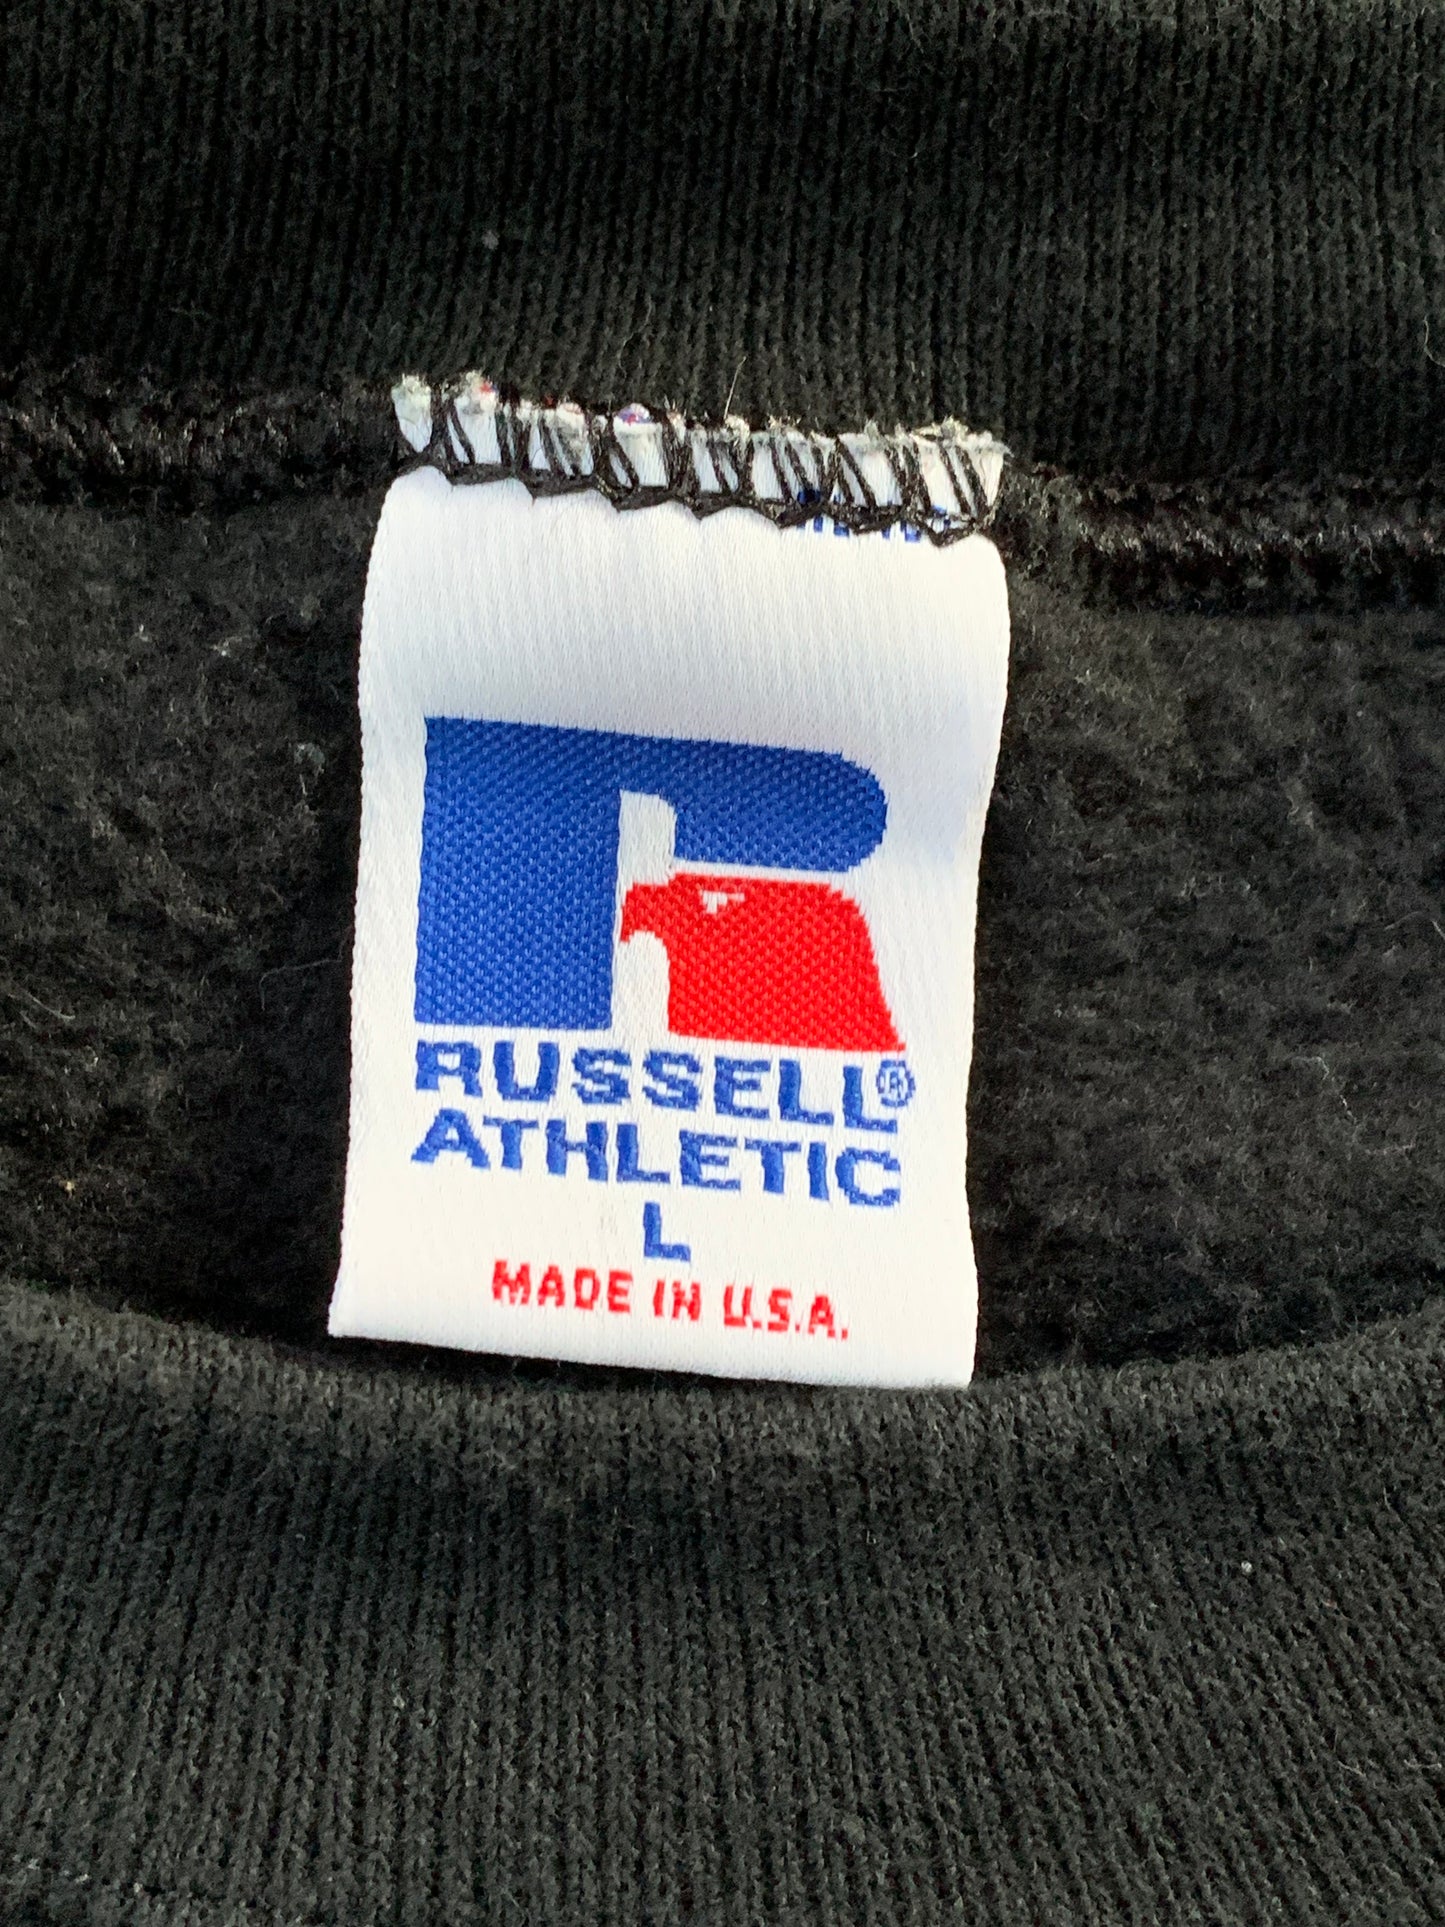 RUSSELL®
ATHLETIC
L
MADE IN U.S.A.